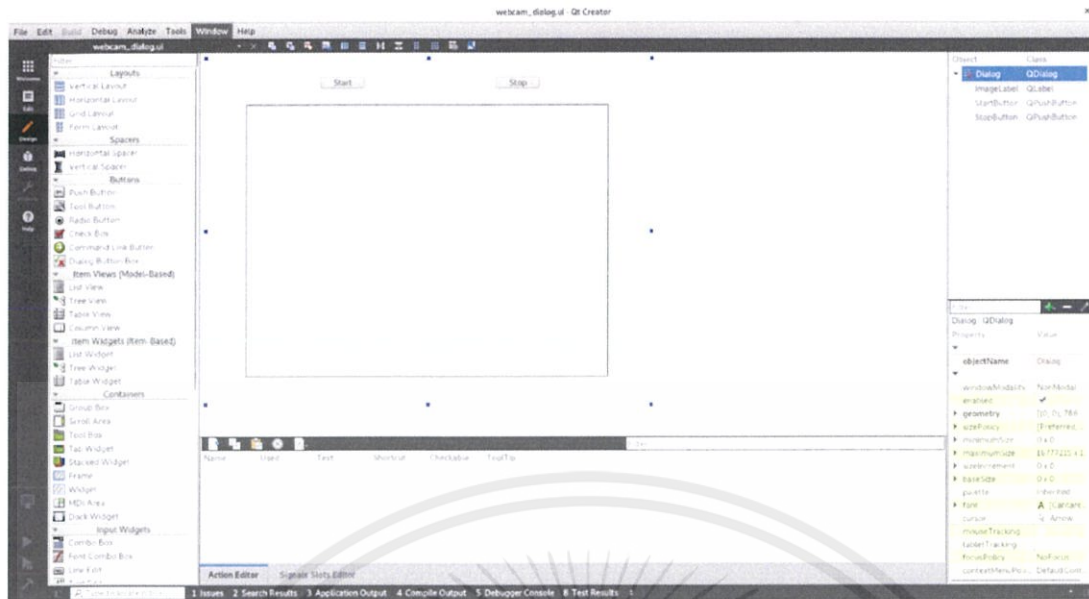 webcam_dialog.ui - Qt Creator
File Edit Build Debug Analyze Tools Window Help
webcam_dialog.ui
Welcome
Edit
Design
Debug
Help
Filter
Layouts
Vertical Layout
Horizontal Layout
Grid Layout
Form Layout
Spacers
Horizontal Spacer
Vertical Spacer
Buttons
Push Button
Tool Button
Radio Button
Check Box
Command Link Button
Dialog Button Box
Item Views (Model-Based)
List View
Tree View
Table View
Column View
Item Widgets (Item-Based)
List Widget
Tree Widget
Table Widget
Containers
Group Box
Scroll Area
Tool Box
Tab Widget
Stacked Widget
Frame
Widget
MDI Area
Dock Widget
Input Widgets
Combo Box
Font Combo Box
Line Edit
Start
Stop
Name Used Text Shortcut Checkable ToolTip
Action Editor Signals Slots Editor
Object Class
Dialog QDialog
ImageLabel QLabel
StartButton QPushButton
StopButton QPushButton
Filter
Dialog : QDialog
Property Value
objectName Dialog
windowModality NonModal
enabled
geometry
sizePolicy [Preferred...
minimumSize 0 x 0
maximumSize
sizeIncrement 0 x 0
baseSize 0 x 0
palette Inherited
font A [Cantare...
cursor Arrow
mouseTracking
tabletTracking
focusPolicy NoFocus
contextMenuPo... DefaultCont...
1 Issues 2 Search Results 3 Application Output 4 Compile Output 5 Debugger Console 8 Test Results